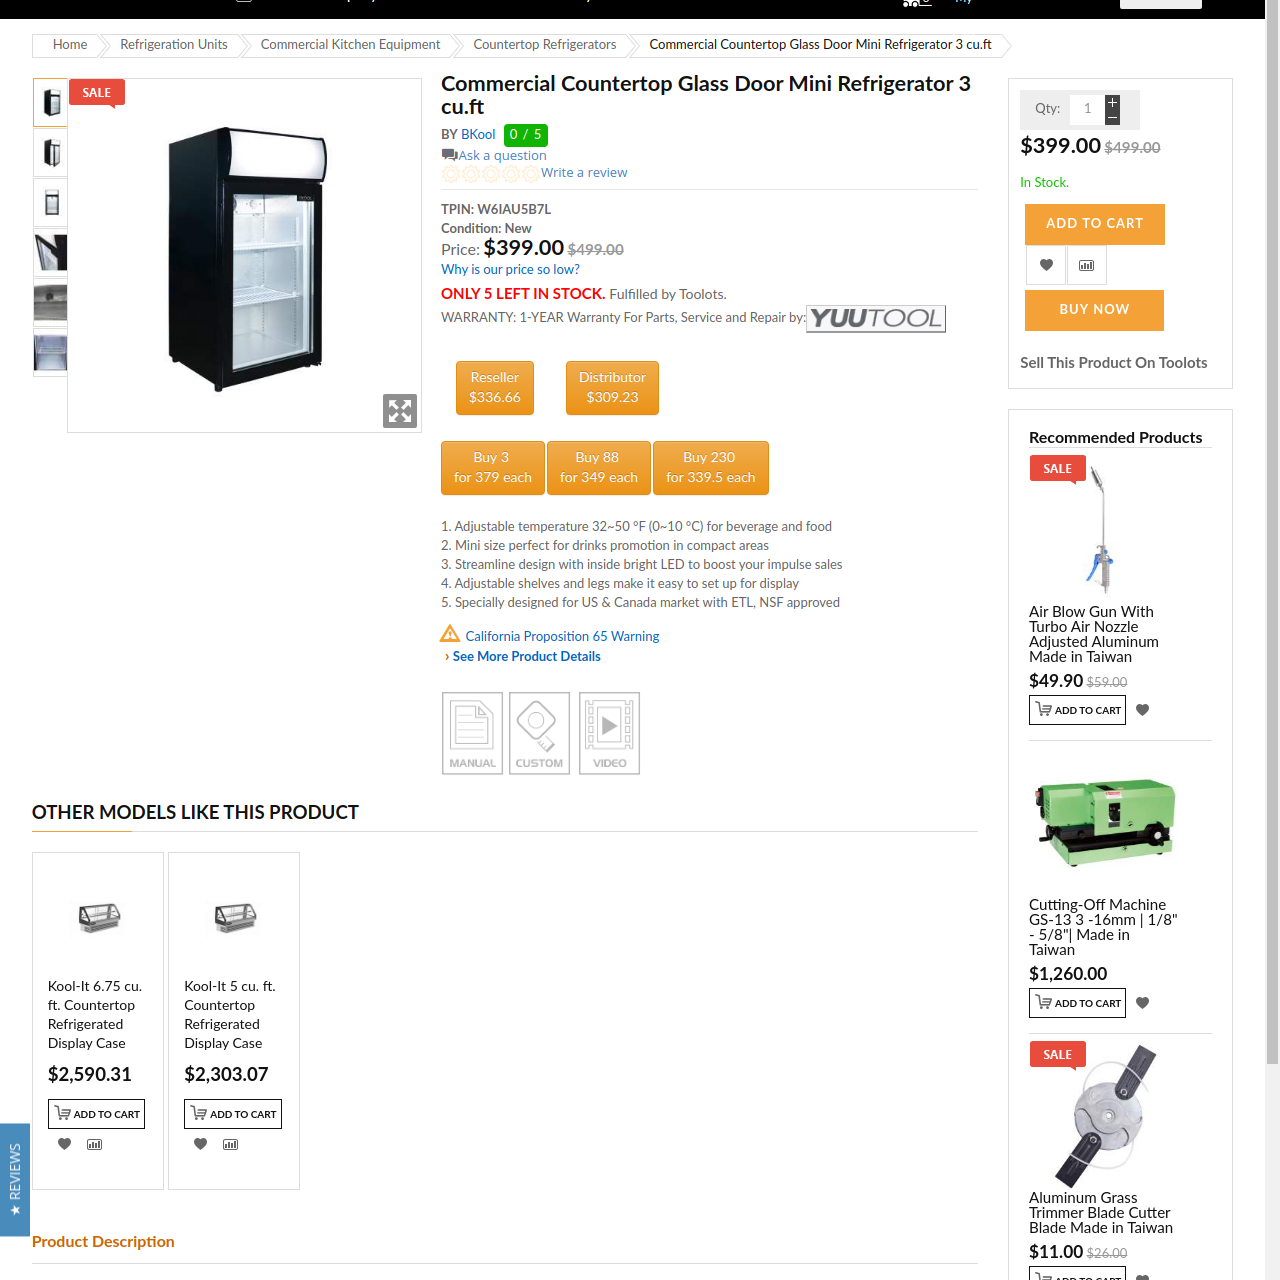 Home
Refrigeration Units
Commercial Kitchen Equipment
Countertop Refrigerators
Commercial Countertop Glass Door Mini Refrigerator 3 cu.ft
SALE
Commercial Countertop Glass Door Mini Refrigerator 3
cu.ft
BY BKool 0 / 5
Ask a question
Write a review
TPIN: W6IAU5B7L
Condition: New
Price: $399.00 $499.00
Why is our price so low?
ONLY 5 LEFT IN STOCK. Fulfilled by Toolots.
WARRANTY: 1-YEAR Warranty For Parts, Service and Repair by: YUUTOOL
Reseller
$336.66
Distributor
$309.23
Buy 3
for 379 each
Buy 88
for 349 each
Buy 230
for 339.5 each
1. Adjustable temperature 32~50 °F (0~10 °C) for beverage and food
2. Mini size perfect for drinks promotion in compact areas
3. Streamline design with inside bright LED to boost your impulse sales
4. Adjustable shelves and legs make it easy to set up for display
5. Specially designed for US & Canada market with ETL, NSF approved
California Proposition 65 Warning
› See More Product Details
MANUAL
CUSTOM
VIDEO
Qty: 1
$399.00 $499.00
In Stock.
ADD TO CART
BUY NOW
Sell This Product On Toolots
Recommended Products
SALE
Air Blow Gun With
Turbo Air Nozzle
Adjusted Aluminum
Made in Taiwan
$49.90 $59.00
ADD TO CART
Cutting-Off Machine
GS-13 3 -16mm | 1/8"
- 5/8"| Made in
Taiwan
$1,260.00
ADD TO CART
SALE
Aluminum Grass
Trimmer Blade Cutter
Blade Made in Taiwan
$11.00 $26.00
ADD TO CART
OTHER MODELS LIKE THIS PRODUCT
Kool-It 6.75 cu.
ft. Countertop
Refrigerated
Display Case
$2,590.31
ADD TO CART
Kool-It 5 cu. ft.
Countertop
Refrigerated
Display Case
$2,303.07
ADD TO CART
★ REVIEWS
Product Description